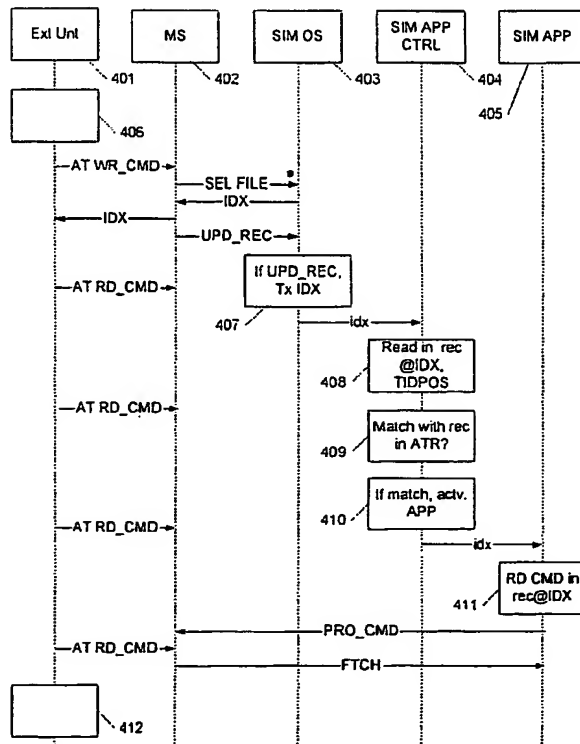 Ext Unt
MS
SIM OS
SIM APP
CTRL
SIM APP
401
402
403
404
405
406
AT WR_CMD
SEL FILE
IDX
IDX
UPD_REC
AT RD_CMD
If UPD_REC,
Tx IDX
407
idx
Read in rec
@IDX,
TIDPOS
408
AT RD_CMD
Match with rec
in ATR?
409
If match, actv.
APP
410
AT RD_CMD
idx
RD CMD in
rec@IDX
411
PRO_CMD
AT RD_CMD
FTCH
412